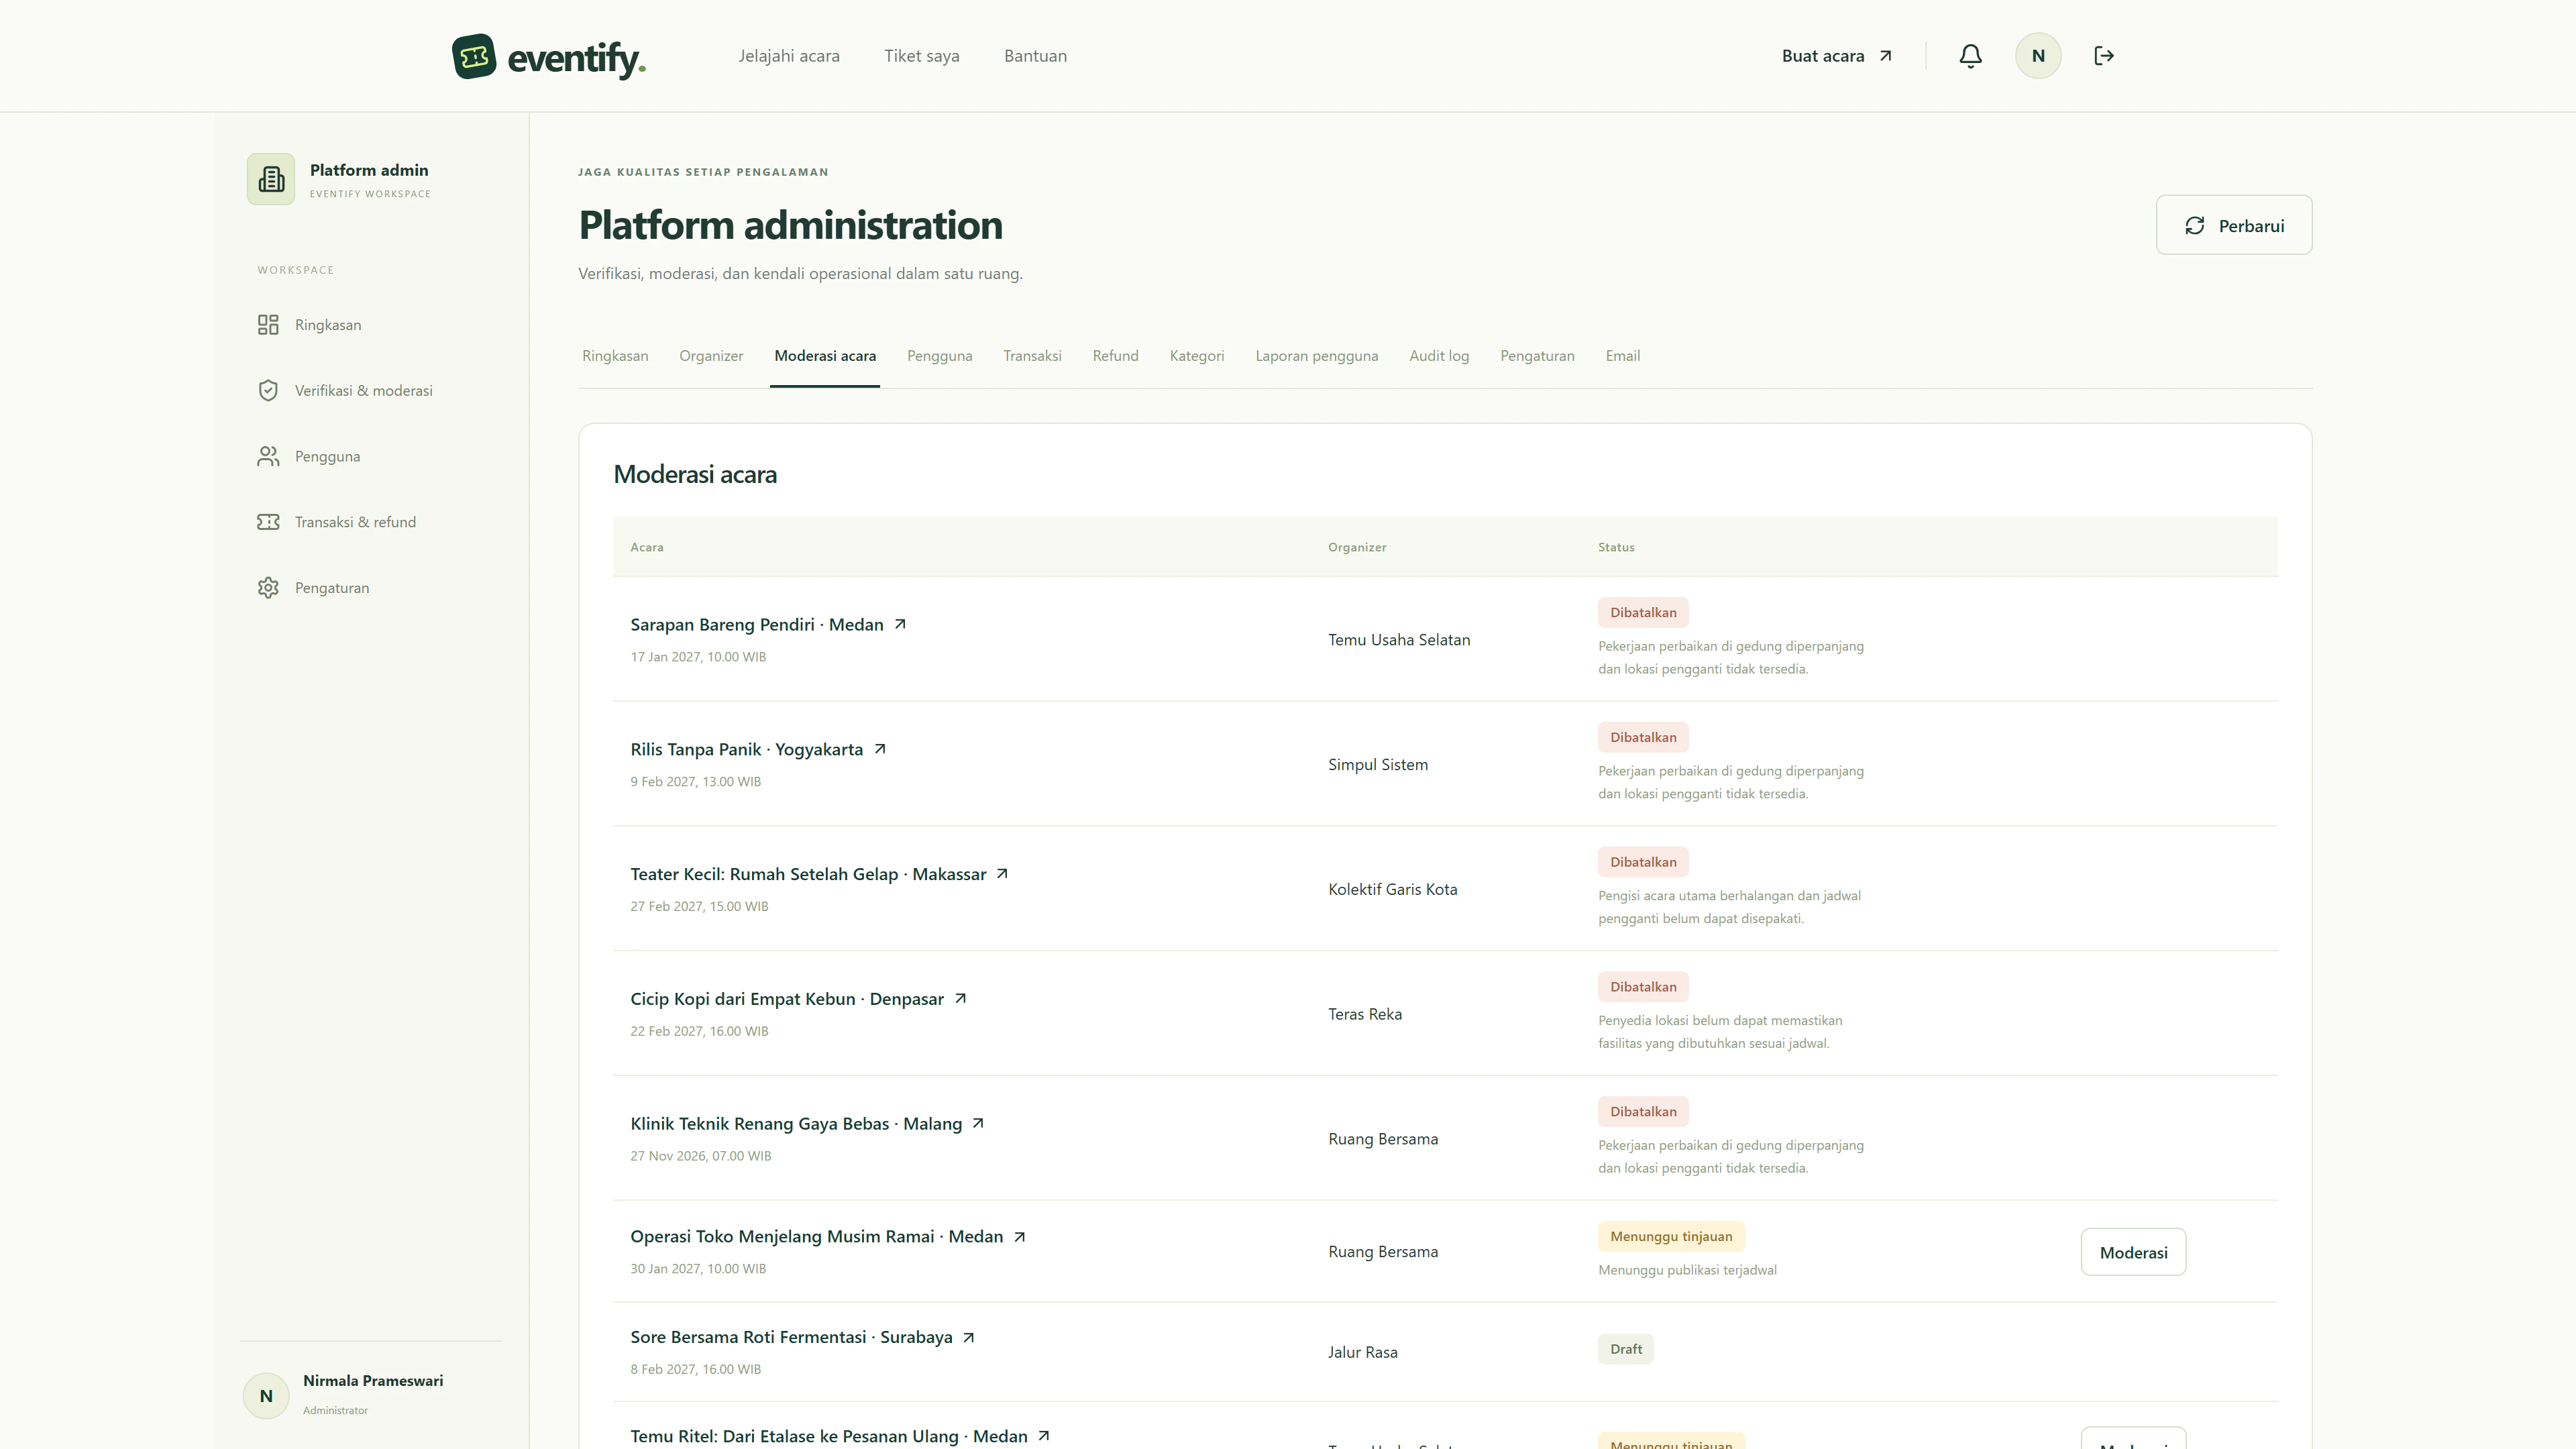 eventify.
Jelajahi acara
Tiket saya
Bantuan
Buat acara
N
Platform admin
EVENTIFY WORKSPACE
WORKSPACE
Ringkasan
Verifikasi & moderasi
Pengguna
Transaksi & refund
Pengaturan
N
Nirmala Prameswari
Administrator
JAGA KUALITAS SETIAP PENGALAMAN
Platform administration
Verifikasi, moderasi, dan kendali operasional dalam satu ruang.
Perbarui
Ringkasan
Organizer
Moderasi acara
Pengguna
Transaksi
Refund
Kategori
Laporan pengguna
Audit log
Pengaturan
Email
Moderasi acara
Acara
Organizer
Status
Sarapan Bareng Pendiri · Medan
17 Jan 2027, 10.00 WIB
Temu Usaha Selatan
Dibatalkan
Pekerjaan perbaikan di gedung diperpanjang
dan lokasi pengganti tidak tersedia.
Rilis Tanpa Panik · Yogyakarta
9 Feb 2027, 13.00 WIB
Simpul Sistem
Dibatalkan
Pekerjaan perbaikan di gedung diperpanjang
dan lokasi pengganti tidak tersedia.
Teater Kecil: Rumah Setelah Gelap · Makassar
27 Feb 2027, 15.00 WIB
Kolektif Garis Kota
Dibatalkan
Pengisi acara utama berhalangan dan jadwal
pengganti belum dapat disepakati.
Cicip Kopi dari Empat Kebun · Denpasar
22 Feb 2027, 16.00 WIB
Teras Reka
Dibatalkan
Penyedia lokasi belum dapat memastikan
fasilitas yang dibutuhkan sesuai jadwal.
Klinik Teknik Renang Gaya Bebas · Malang
27 Nov 2026, 07.00 WIB
Ruang Bersama
Dibatalkan
Pekerjaan perbaikan di gedung diperpanjang
dan lokasi pengganti tidak tersedia.
Operasi Toko Menjelang Musim Ramai · Medan
30 Jan 2027, 10.00 WIB
Ruang Bersama
Menunggu tinjauan
Menunggu publikasi terjadwal
Moderasi
Sore Bersama Roti Fermentasi · Surabaya
8 Feb 2027, 16.00 WIB
Jalur Rasa
Draft
Temu Ritel: Dari Etalase ke Pesanan Ulang · Medan
Menunggu tinjauan